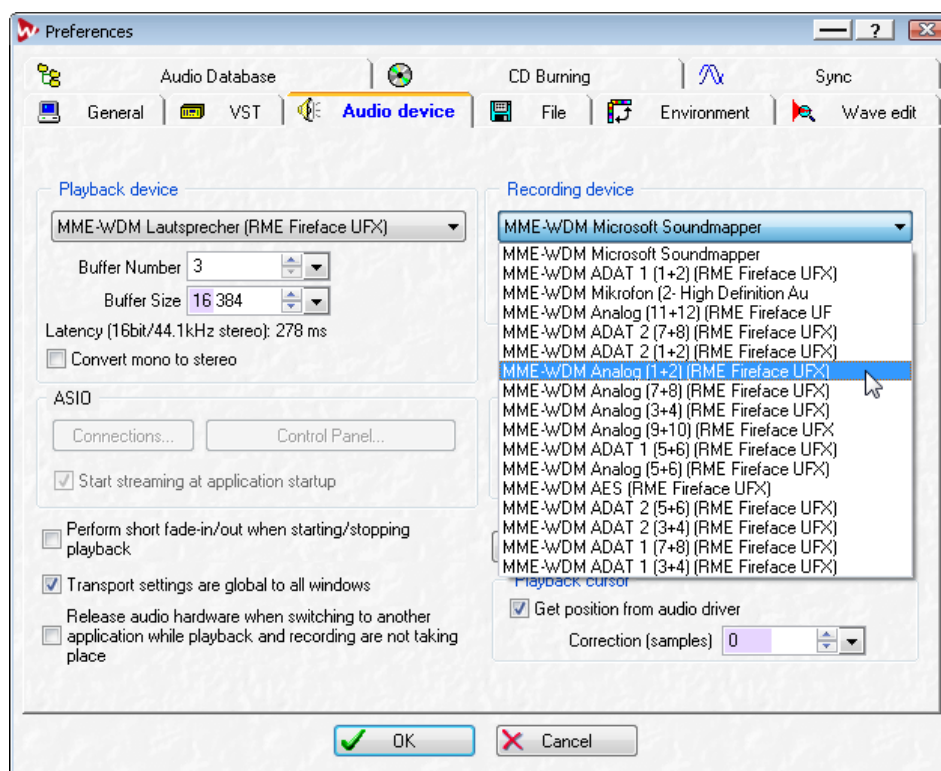 Preferences
Audio Database CD Burning Sync
General VST Audio device File Environment Wave edit
Playback device
MME-WDM Lautsprecher (RME Fireface UFX)
Buffer Number 3
Buffer Size 16 384
Latency (16bit/44.1kHz stereo): 278 ms
Convert mono to stereo
ASIO
Connections...
Control Panel...
Start streaming at application startup
Perform short fade-in/out when starting/stopping
playback
Transport settings are global to all windows
Release audio hardware when switching to another
application while playback and recording are not taking
place
Recording device
MME-WDM Microsoft Soundmapper
MME-WDM Microsoft Soundmapper
MME-WDM ADAT 1 (1+2) (RME Fireface UFX)
MME-WDM Mikrofon (2- High Definition Au
MME-WDM Analog (11+12) (RME Fireface UF
MME-WDM ADAT 2 (7+8) (RME Fireface UFX)
MME-WDM ADAT 2 (1+2) (RME Fireface UFX)
MME-WDM Analog (1+2) (RME Fireface UFX)
MME-WDM Analog (7+8) (RME Fireface UFX)
MME-WDM Analog (3+4) (RME Fireface UFX)
MME-WDM Analog (9+10) (RME Fireface UFX
MME-WDM ADAT 1 (5+6) (RME Fireface UFX)
MME-WDM Analog (5+6) (RME Fireface UFX)
MME-WDM AES (RME Fireface UFX)
MME-WDM ADAT 2 (5+6) (RME Fireface UFX)
MME-WDM ADAT 2 (3+4) (RME Fireface UFX)
MME-WDM ADAT 1 (7+8) (RME Fireface UFX)
MME-WDM ADAT 1 (3+4) (RME Fireface UFX)
Playback cursor
Get position from audio driver
Correction (samples) 0
OK
Cancel